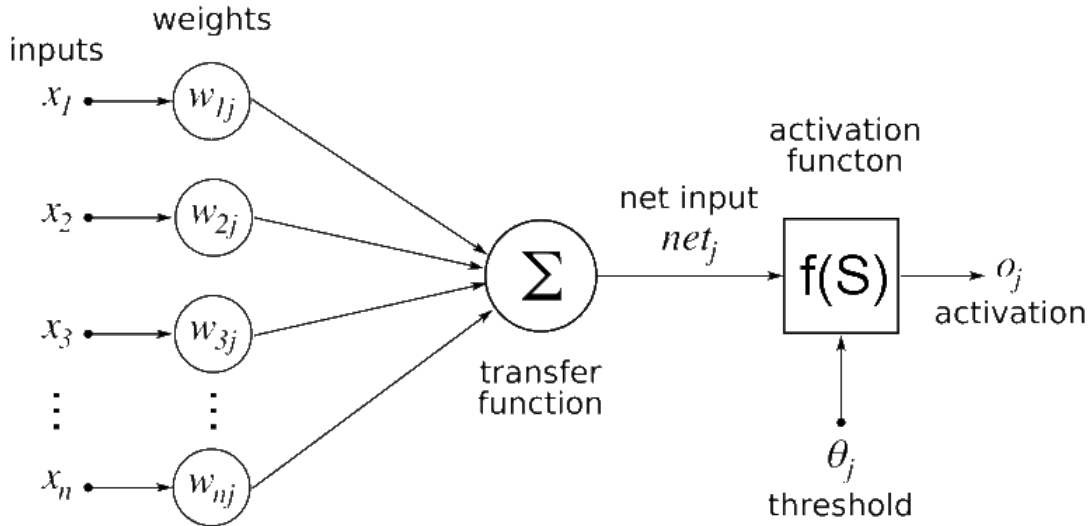 weights
inputs
x1
w1j
x2
w2j
x3
w3j
xn
wnj
Σ
transfer
function
net input
netj
activation
functon
f(S)
oj
activation
θj
threshold